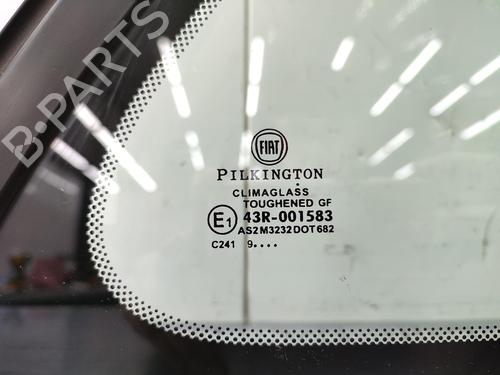 B-PARTS
FIAT
PILKINGTON
CLIMAGLASS
TOUGHENED GF
E1 43R-001583
AS2 M3232 DOT 682
C241 9....